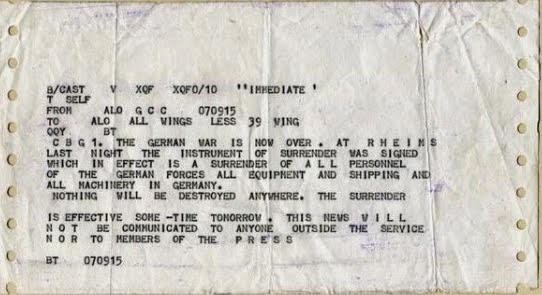 B/CAST V XQF XQF0/10 ''IMMEDIATE '
T SELF
FROM ALO G C C 070915
TO ALO ALL WINGS LESS 39 WING
QQY BT
C B G 1. THE GERMAN WAR IS NOW OVER. AT R H E I M S
LAST NIGHT THE INSTRUMENT OF SURRENDER WAS SIGNED
WHICH IN EFFECT IS A SURRENDER OF A L L PERSONNEL
OF THE GERMAN FORCES ALL EQUIPMENT AND SHIPPING AND
ALL MACHINERY IN GERMANY.
NOTHING WILL BE DESTROYED ANYWHERE. THE SURRENDER
IS EFFECTIVE SOME -TIME TOMORROW. THIS NEWS W I L L
N O T BE COMMUNICATED TO ANYONE OUTSIDE THE SERVICE
N O R TO MEMBERS OF THE P R E S S
BT 070915